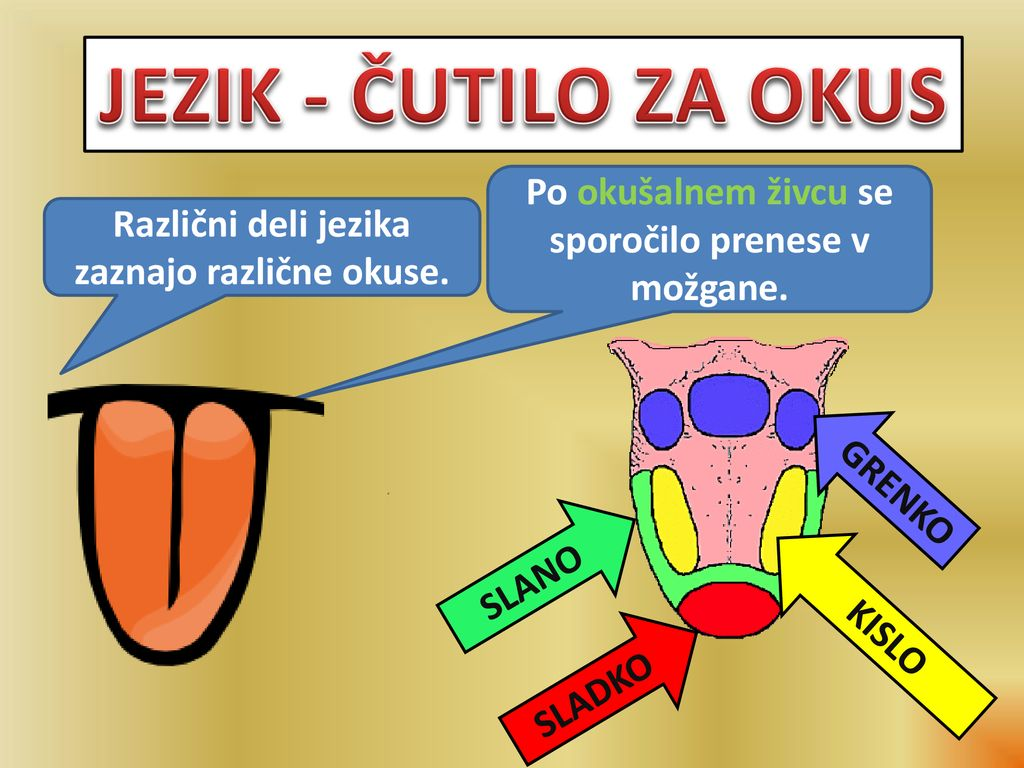 JEZIK - ČUTILO ZA OKUS
Različni deli jezika
zaznajo različne okuse.
Po okušalnem živcu se
sporočilo prenese v
možgane.
GRENKO
SLANO
KISLO
SLADKO